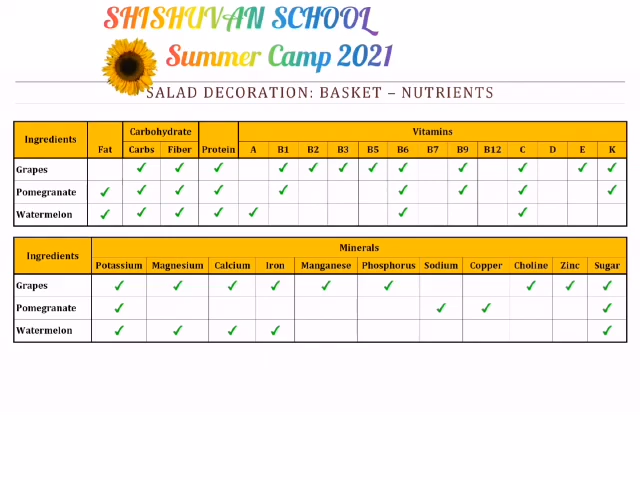 SHISHUVAN SCHOOL
Summer Camp 2021
SALAD DECORATION: BASKET – NUTRIENTS
Ingredients Fat Carbohydrate Protein Vitamins
Carbs Fiber A B1 B2 B3 B5 B6 B7 B9 B12 C D E K
Grapes ✓ ✓ ✓ ✓ ✓ ✓ ✓ ✓ ✓ ✓ ✓ ✓
Pomegranate ✓ ✓ ✓ ✓ ✓ ✓ ✓ ✓ ✓
Watermelon ✓ ✓ ✓ ✓ ✓ ✓ ✓
Ingredients Minerals
Potassium Magnesium Calcium Iron Manganese Phosphorus Sodium Copper Choline Zinc Sugar
Grapes ✓ ✓ ✓ ✓ ✓ ✓ ✓ ✓ ✓
Pomegranate ✓ ✓ ✓ ✓
Watermelon ✓ ✓ ✓ ✓ ✓